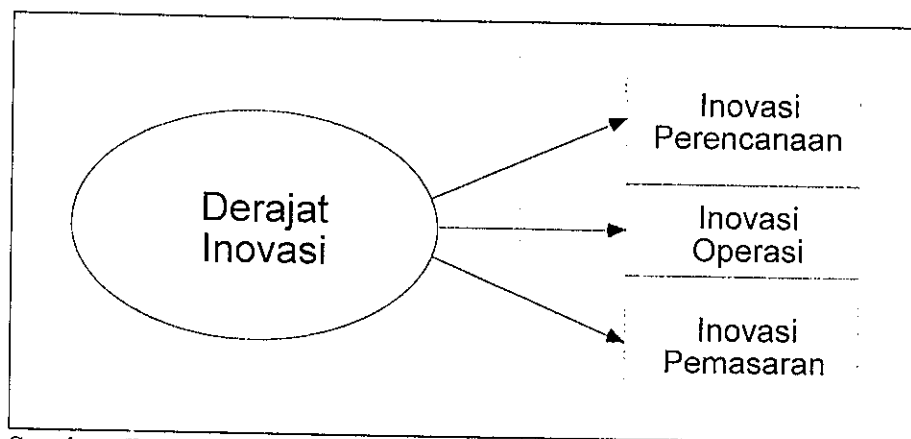 Derajat
Inovasi
Inovasi
Perencanaan
Inovasi
Operasi
Inovasi
Pemasaran